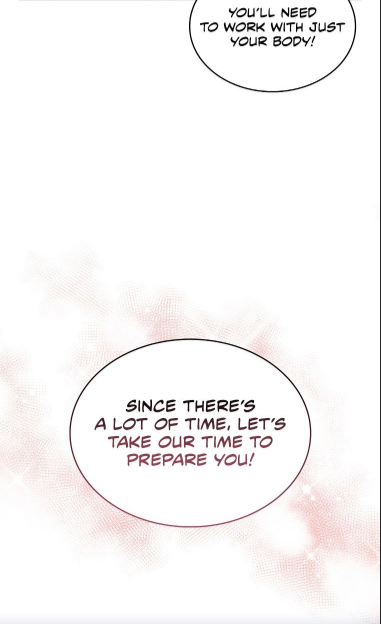 YOU'LL NEED
TO WORK WITH JUST
YOUR BODY!
SINCE THERE'S
A LOT OF TIME, LET'S
TAKE OUR TIME TO
PREPARE YOU!